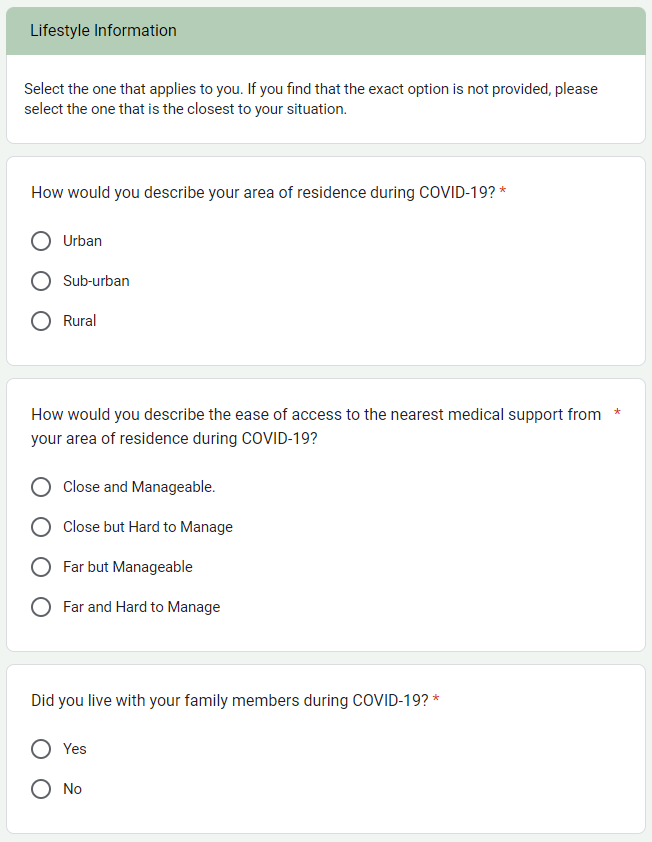 Lifestyle Information
Select the one that applies to you. If you find that the exact option is not provided, please
select the one that is the closest to your situation.
How would you describe your area of residence during COVID-19? *
Urban
Sub-urban
Rural
How would you describe the ease of access to the nearest medical support from *
your area of residence during COVID-19?
Close and Manageable.
Close but Hard to Manage
Far but Manageable
Far and Hard to Manage
Did you live with your family members during COVID-19? *
Yes
No